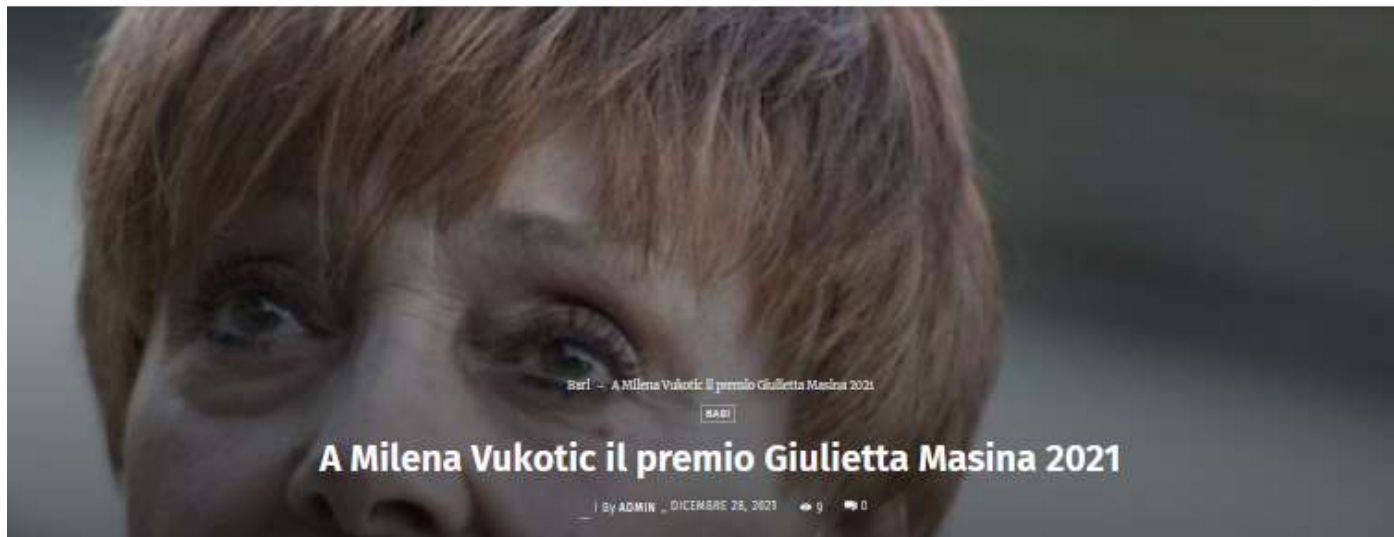 Bari – A Milena Vukotic il premio Giulietta Masina 2021
BARI
A Milena Vukotic il premio Giulietta Masina 2021
By ADMIN _ DICEMBRE 28, 2021 9 0